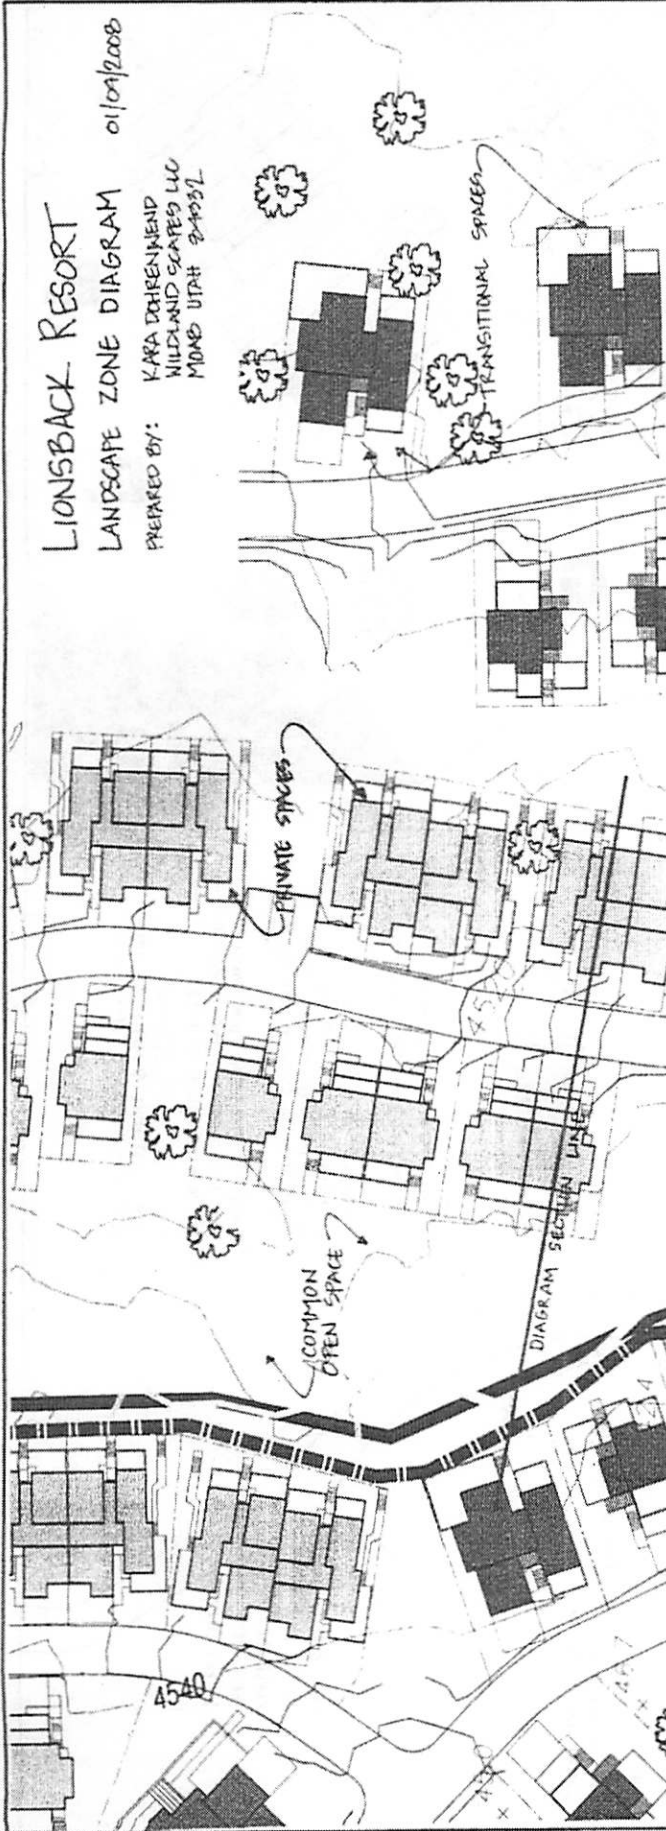 LIONSBACK RESORT
LANDSCAPE ZONE DIAGRAM 01/09/2008
PREPARED BY: KARA DOHRENWEND
WILDLAND SCAPES LLC
MOAB UTAH 84532
TRANSITIONAL SPACES
PRIVATE SPACES
4520
COMMON
OPEN SPACE
DIAGRAM SECTION LINE
4540